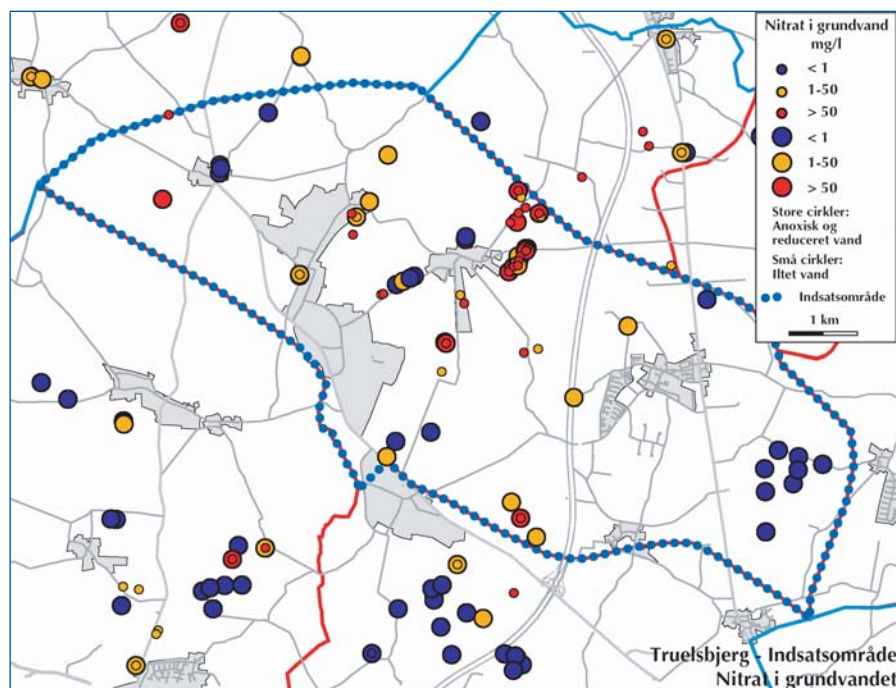 Nitrat i grundvand
mg/l
< 1
1-50
> 50
< 1
1-50
> 50
Store cirkler:
Anoxisk og
reduceret vand
Små cirkler:
Iltet vand
Indsatsområde
1 km
Truelsbjerg - Indsatsområde
Nitrat i grundvandet